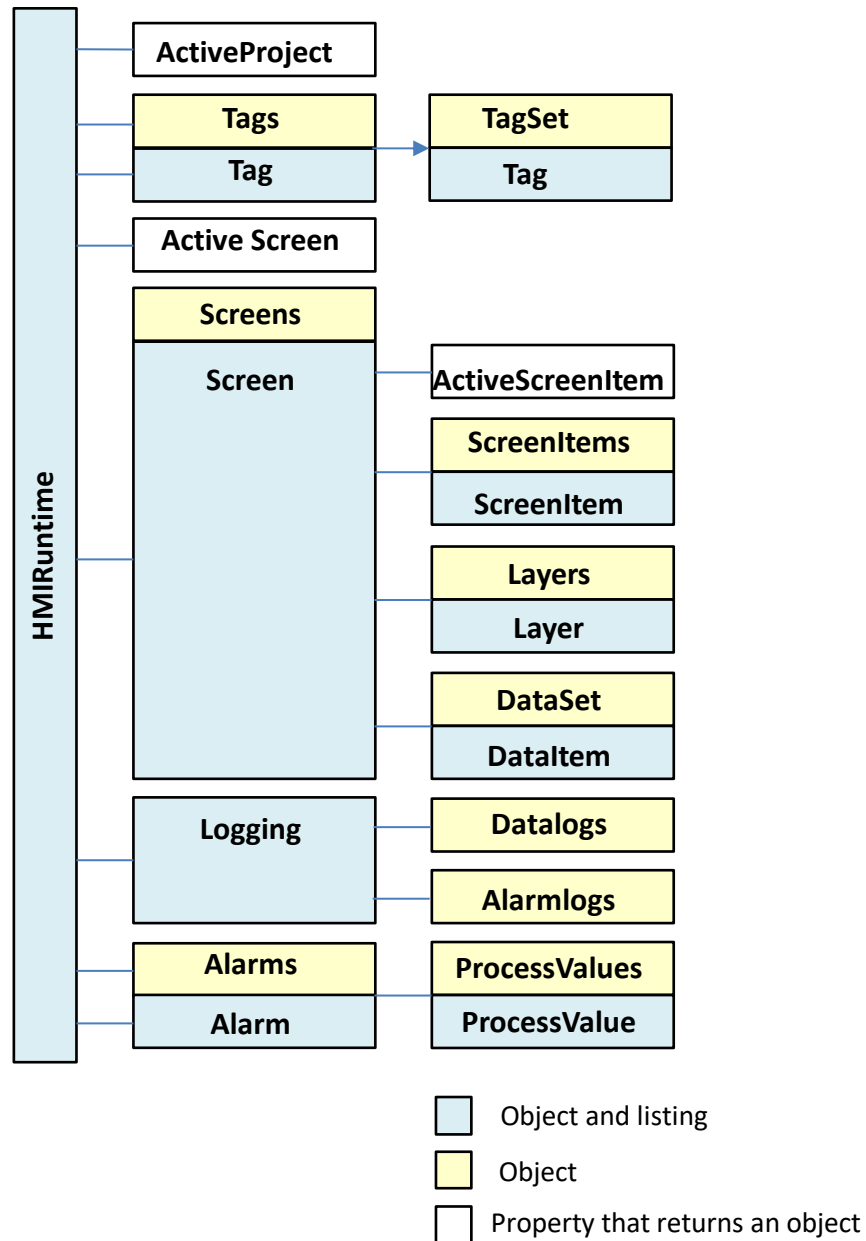 HMIRuntime
ActiveProject
Tags
Tag
TagSet
Tag
Active Screen
Screens
Screen
ActiveScreenItem
ScreenItems
ScreenItem
Layers
Layer
DataSet
DataItem
Logging
Datalogs
Alarmlogs
Alarms
Alarm
ProcessValues
ProcessValue
Object and listing
Object
Property that returns an object